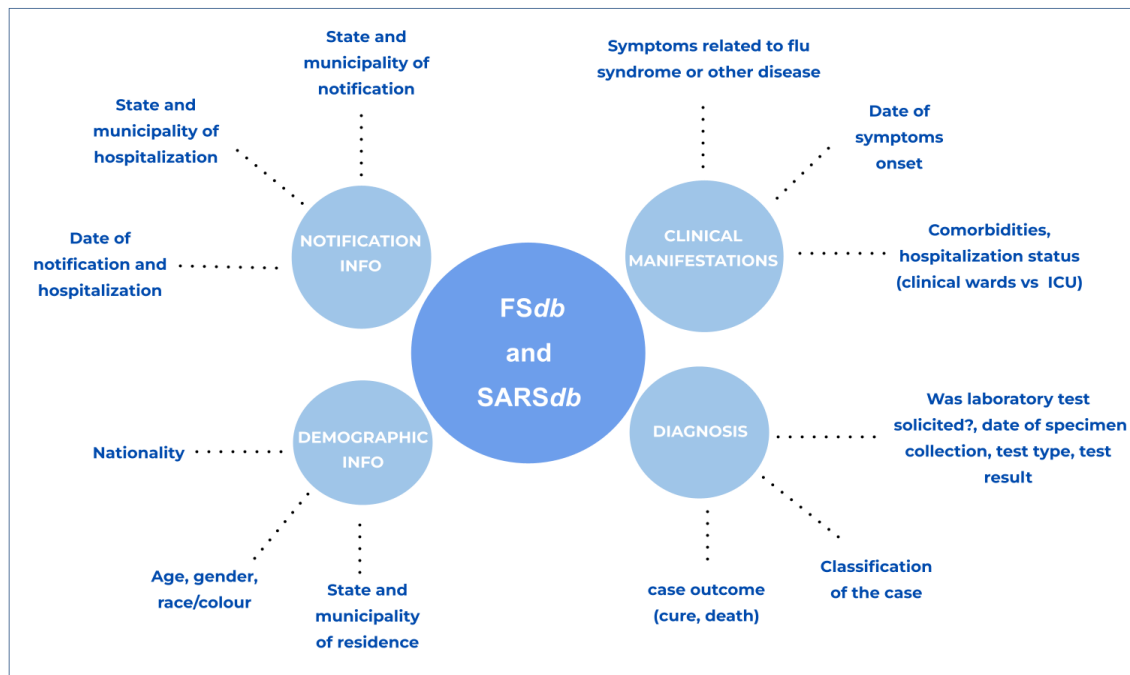 State and
municipality of
notification
State and
municipality of
hospitalization
Date of
notification and
hospitalization
NOTIFICATION
INFO
Symptoms related to flu
syndrome or other disease
Date of
symptoms
onset
Comorbidities,
hospitalization status
(clinical wards vs ICU)
CLINICAL
MANIFESTATIONS
FSdb
and
SARSdb
DEMOGRAPHIC
INFO
Nationality
Age, gender,
race/colour
State and
municipality
of residence
DIAGNOSIS
Was laboratory test
solicited?, date of specimen
collection, test type, test
result
Classification
of the case
case outcome
(cure, death)